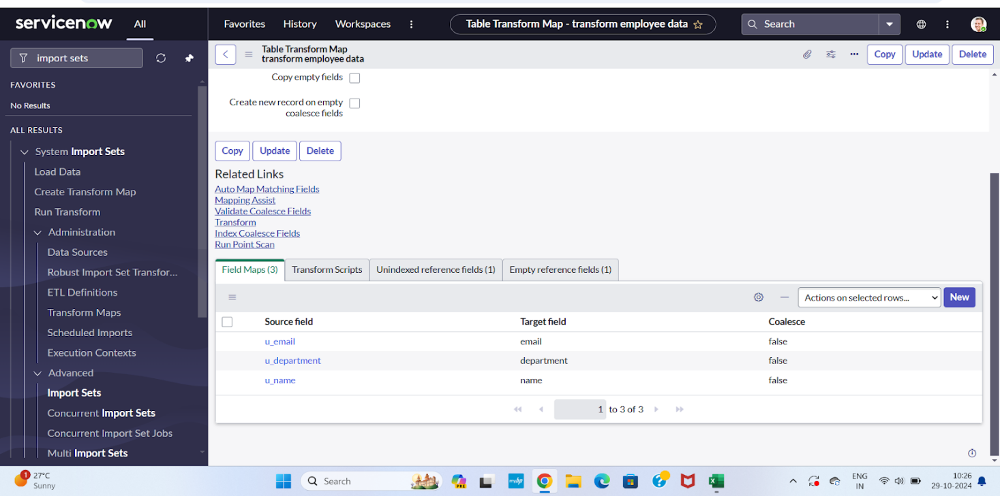 servicenow
All
Favorites
History
Workspaces
Table Transform Map - transform employee data
Search
import sets
FAVORITES
No Results
ALL RESULTS
System Import Sets
Load Data
Create Transform Map
Run Transform
Administration
Data Sources
Robust Import Set Transfor...
ETL Definitions
Transform Maps
Scheduled Imports
Execution Contexts
Advanced
Import Sets
Concurrent Import Sets
Concurrent Import Set Jobs
Multi Import Sets
Table Transform Map
transform employee data
Copy
Update
Delete
Copy empty fields
Create new record on empty
coalesce fields
Copy
Update
Delete
Related Links
Auto Map Matching Fields
Mapping Assist
Validate Coalesce Fields
Transform
Index Coalesce Fields
Run Point Scan
Field Maps (3)
Transform Scripts
Unindexed reference fields (1)
Empty reference fields (1)
Actions on selected rows...
New
Source field Target field Coalesce
u_email email false
u_department department false
u_name name false
1 to 3 of 3
1
27°C
Sunny
Search
PRE
mhp
ENG
IN
10:26
29-10-2024